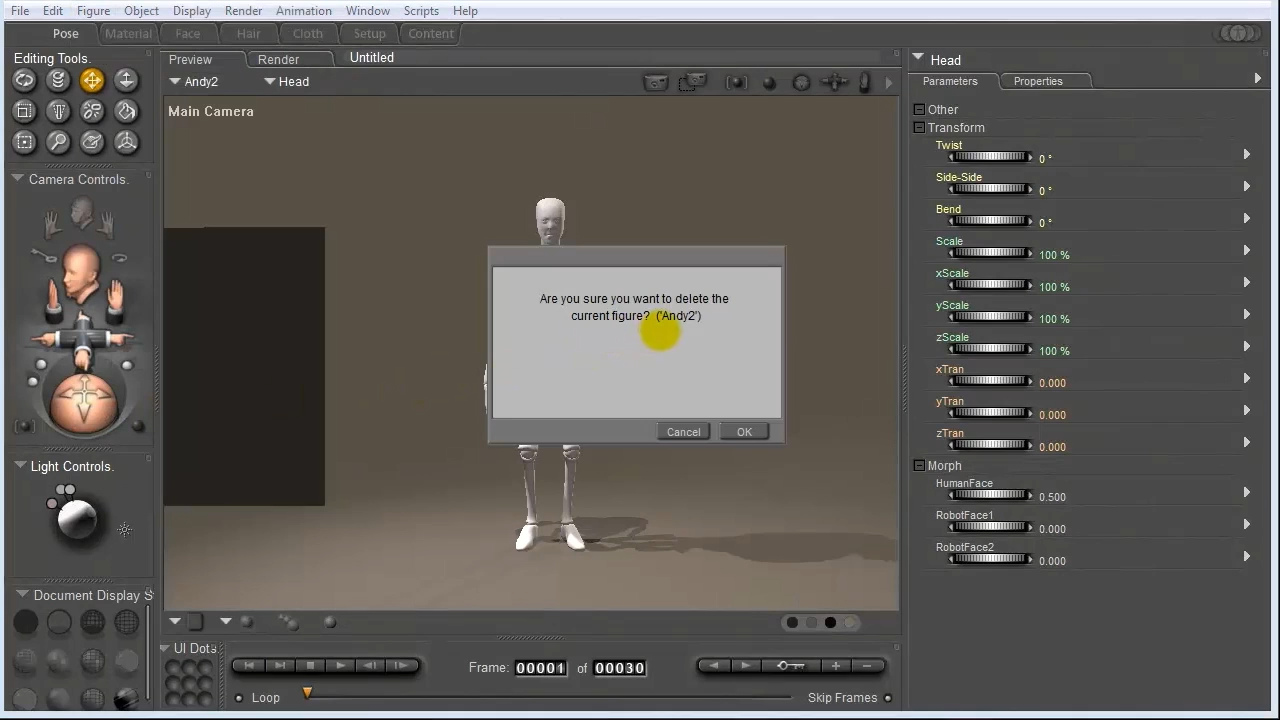 File Edit Figure Object Display Render Animation Window Scripts Help
Pose Material Face Hair Cloth Setup Content
Editing Tools.
Preview Render Untitled
Andy2 Head
Main Camera
Camera Controls.
Light Controls.
Document Display S
UI Dots
Are you sure you want to delete the
current figure? ('Andy2')
Cancel OK
Frame: 00001 of 00030
Loop Skip Frames
Head
Parameters Properties
Other
Transform
Twist
0 °
Side-Side
0 °
Bend
0 °
Scale
100 %
xScale
100 %
yScale
100 %
zScale
100 %
xTran
0.000
yTran
0.000
zTran
0.000
Morph
HumanFace
0.500
RobotFace1
0.000
RobotFace2
0.000